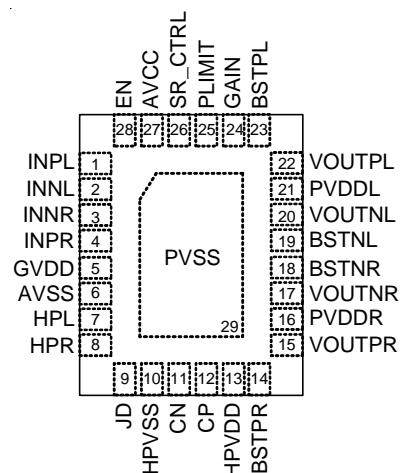 EN
AVCC
SR_CTRL
PLIMIT
GAIN
BSTPL
28 27 26 25 24 23
INPL 1
INNL 2
INNR 3
INPR 4
GVDD 5
AVSS 6
HPL 7
HPR 8
PVSS
29
22 VOUTPL
21 PVDDL
20 VOUTNL
19 BSTNL
18 BSTNR
17 VOUTNR
16 PVDDR
15 VOUTPR
9 10 11 12 13 14
JD
HPVSS
CN
CP
HPVDD
BSTPR